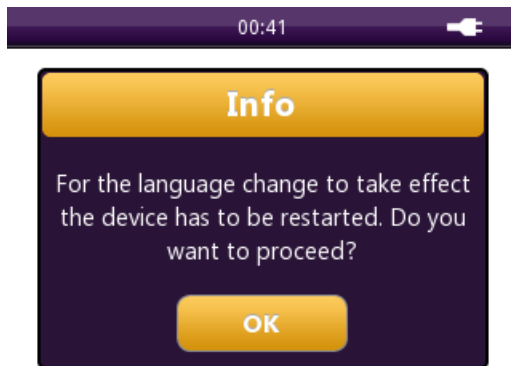 00:41
Info
For the language change to take effect
the device has to be restarted. Do you
want to proceed?
OK